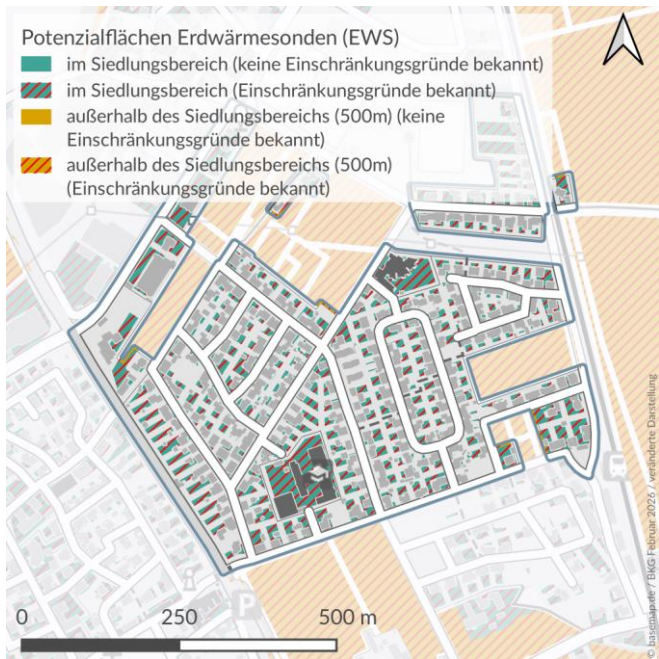 Potenzialflächen Erdwärmesonden (EWS)
im Siedlungsbereich (keine Einschränkungsgründe bekannt)
im Siedlungsbereich (Einschränkungsgründe bekannt)
außerhalb des Siedlungsbereichs (500m) (keine
Einschränkungsgründe bekannt)
außerhalb des Siedlungsbereichs (500m)
(Einschränkungsgründe bekannt)
P
0 250 500 m
© basemap.de / BKG Februar 2026 / veränderte Darstellung